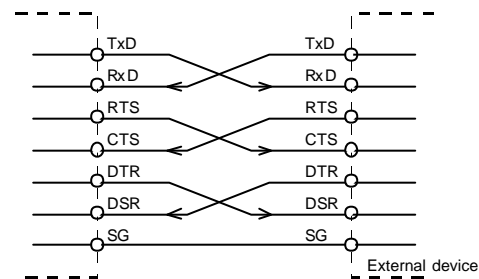 TxD TxD
RxD RxD
RTS RTS
CTS CTS
DTR DTR
DSR DSR
SG SG
External device